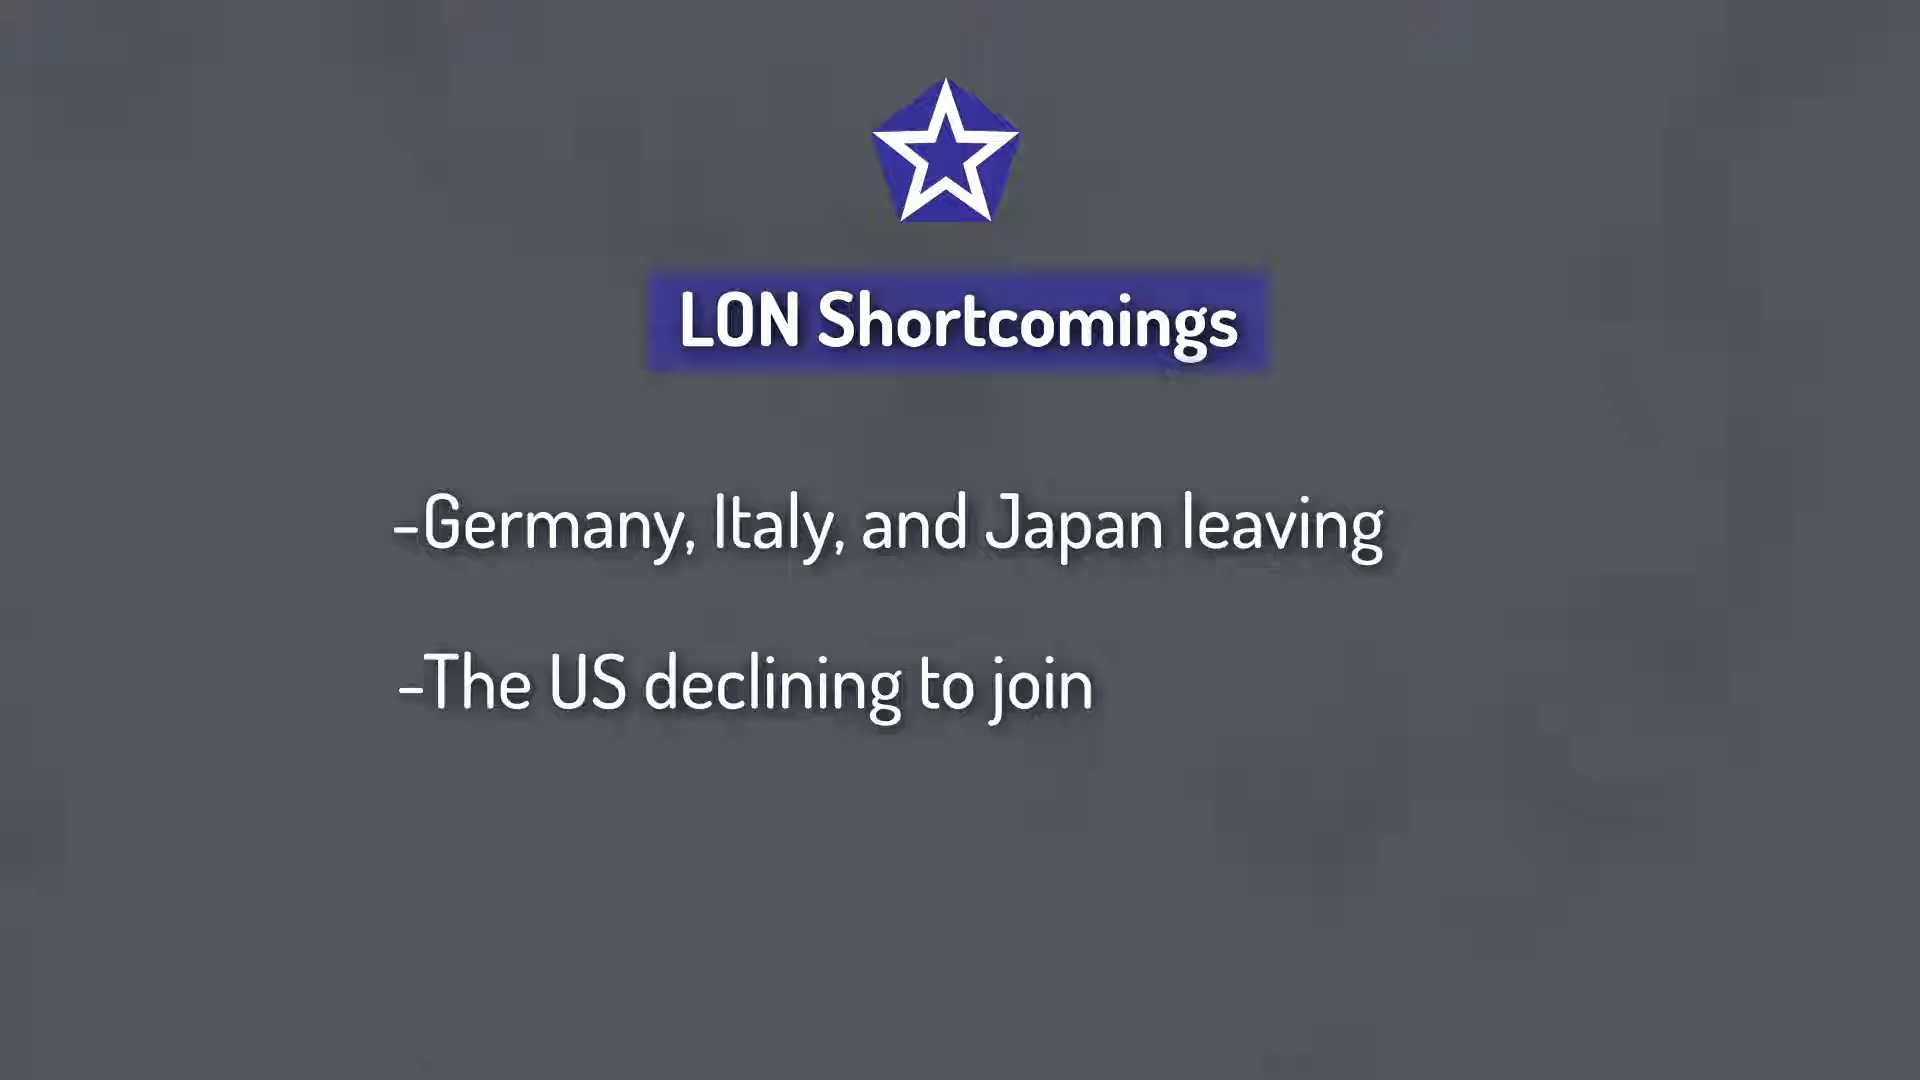 LON Shortcomings
-Germany, Italy, and Japan leaving
-The US declining to join